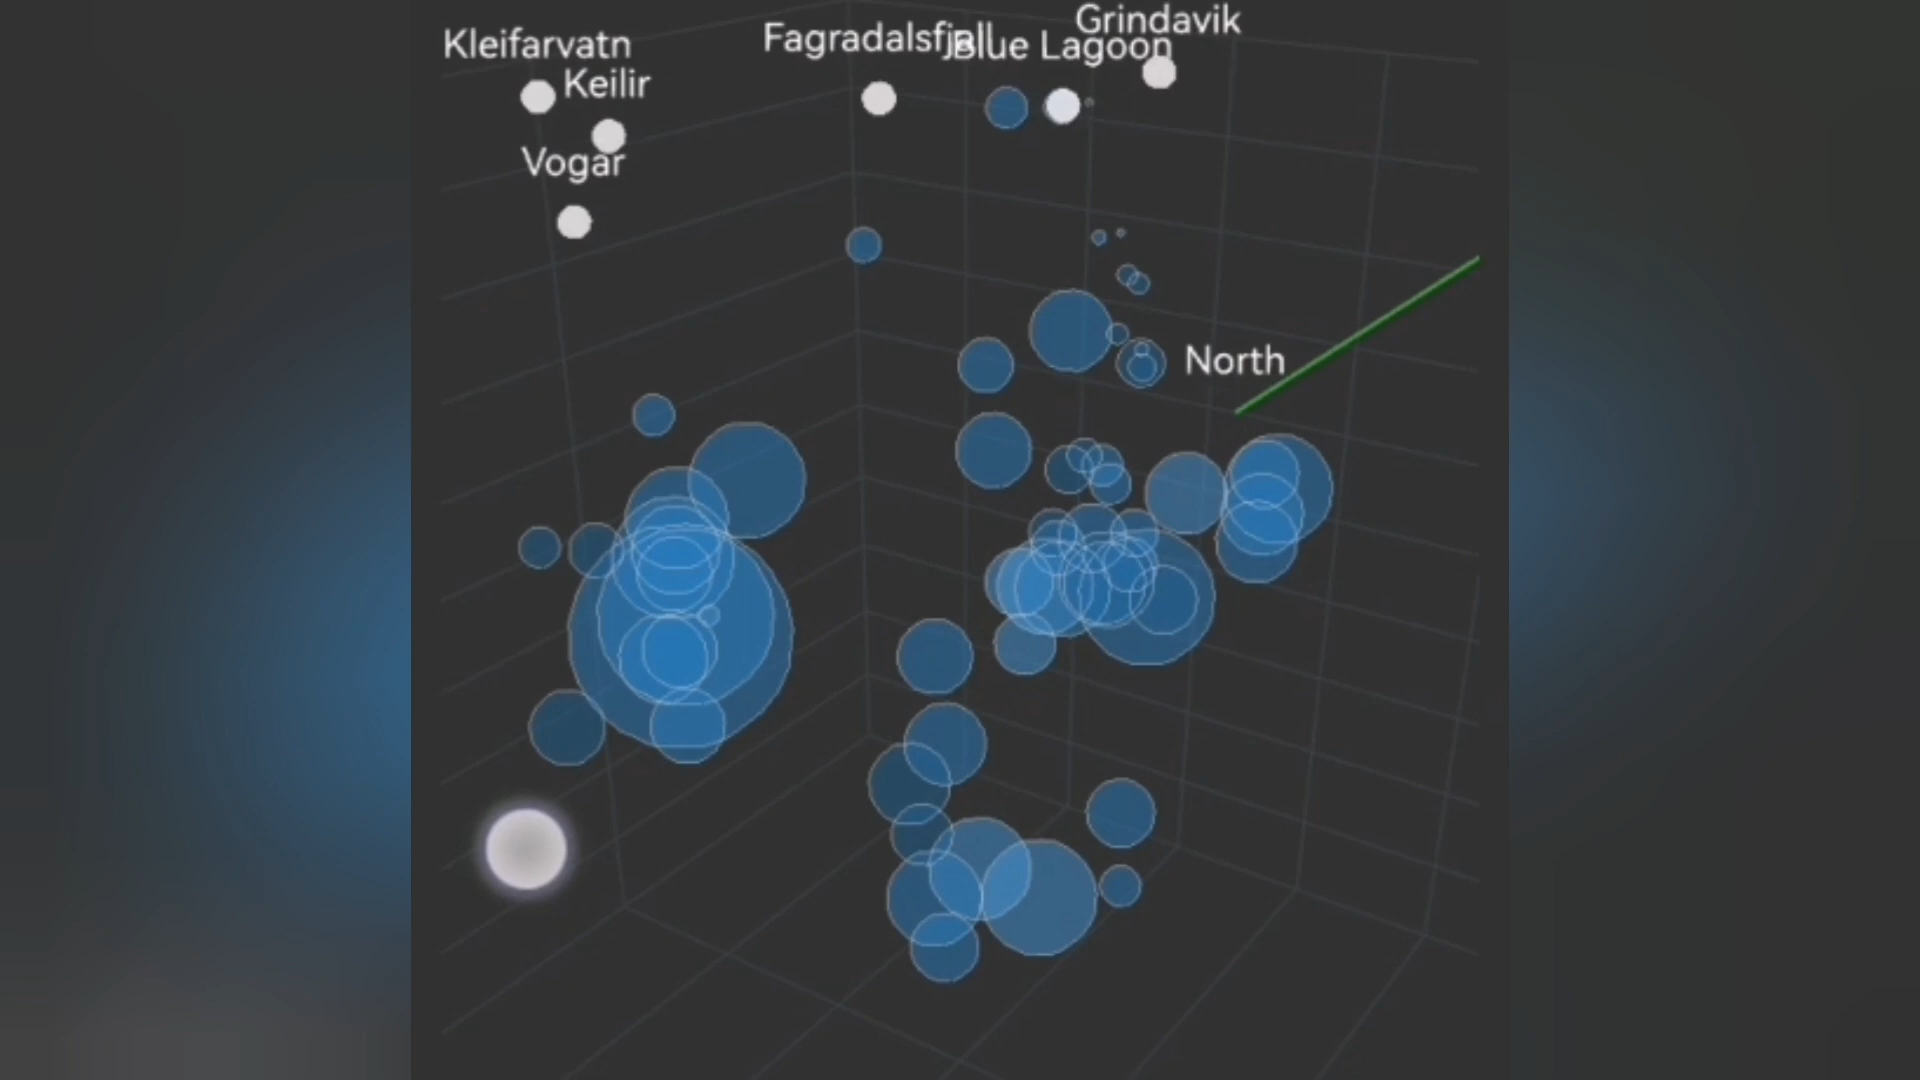 Grindavik
Kleifarvatn
Fagradalsfjall
Blue Lagoon
Keilir
Vogar
North